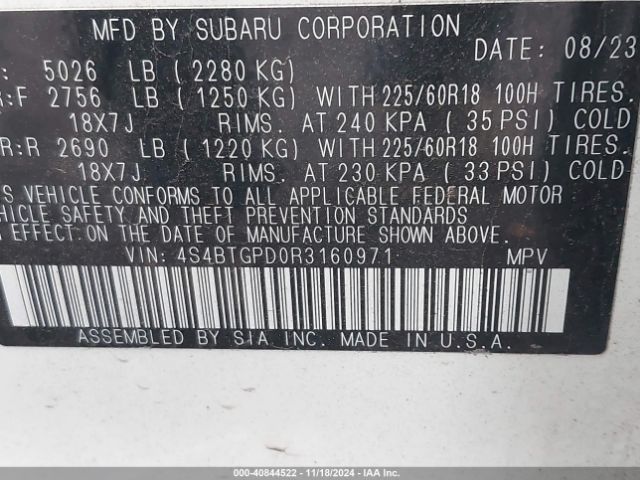 MFD BY SUBARU CORPORATION
DATE: 08/23
: 5026 LB ( 2280 KG)
R:F 2756 LB ( 1250 KG) WITH 225/60R18 100H TIRES.
18X7J RIMS. AT 240 KPA ( 35 PSI) COLD
R:R 2690 LB ( 1220 KG) WITH 225/60R18 100H TIRES.
18X7J RIMS. AT 230 KPA ( 33 PSI) COLD
S VEHICLE CONFORMS TO ALL APPLICABLE FEDERAL MOTOR
HICLE SAFETY AND THEFT PREVENTION STANDARDS
EFFECT ON THE DATE OF MANUFACTURE SHOWN ABOVE.
VIN: 4S4BTGPD0R3160971 MPV
ASSEMBLED BY SIA INC. MADE IN U.S.A.
000-40844522 — 11/18/2024 — IAAI.COM